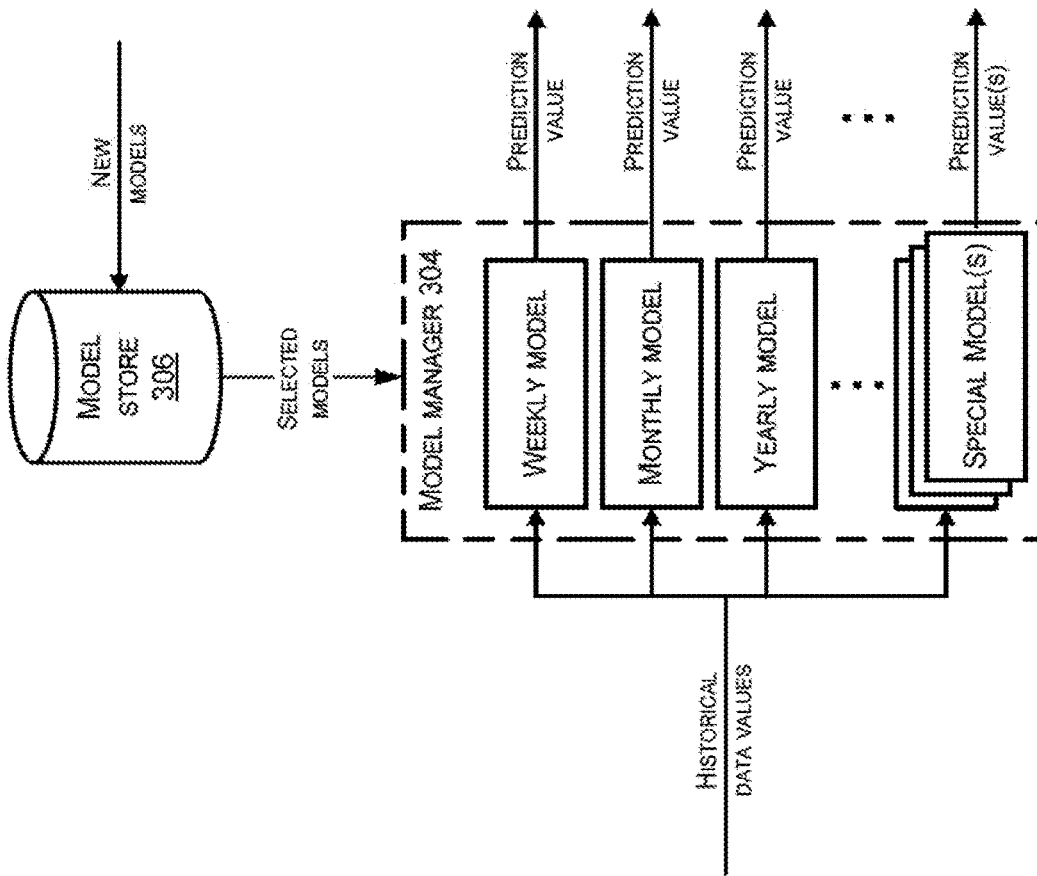 NEW
MODELS
MODEL
STORE
306
SELECTED
MODELS
MODEL MANAGER 304
HISTORICAL
DATA VALUES
WEEKLY MODEL
PREDICTION
VALUE
MONTHLY MODEL
PREDICTION
VALUE
YEARLY MODEL
PREDICTION
VALUE
SPECIAL MODEL(S)
PREDICTION
VALUE(S)